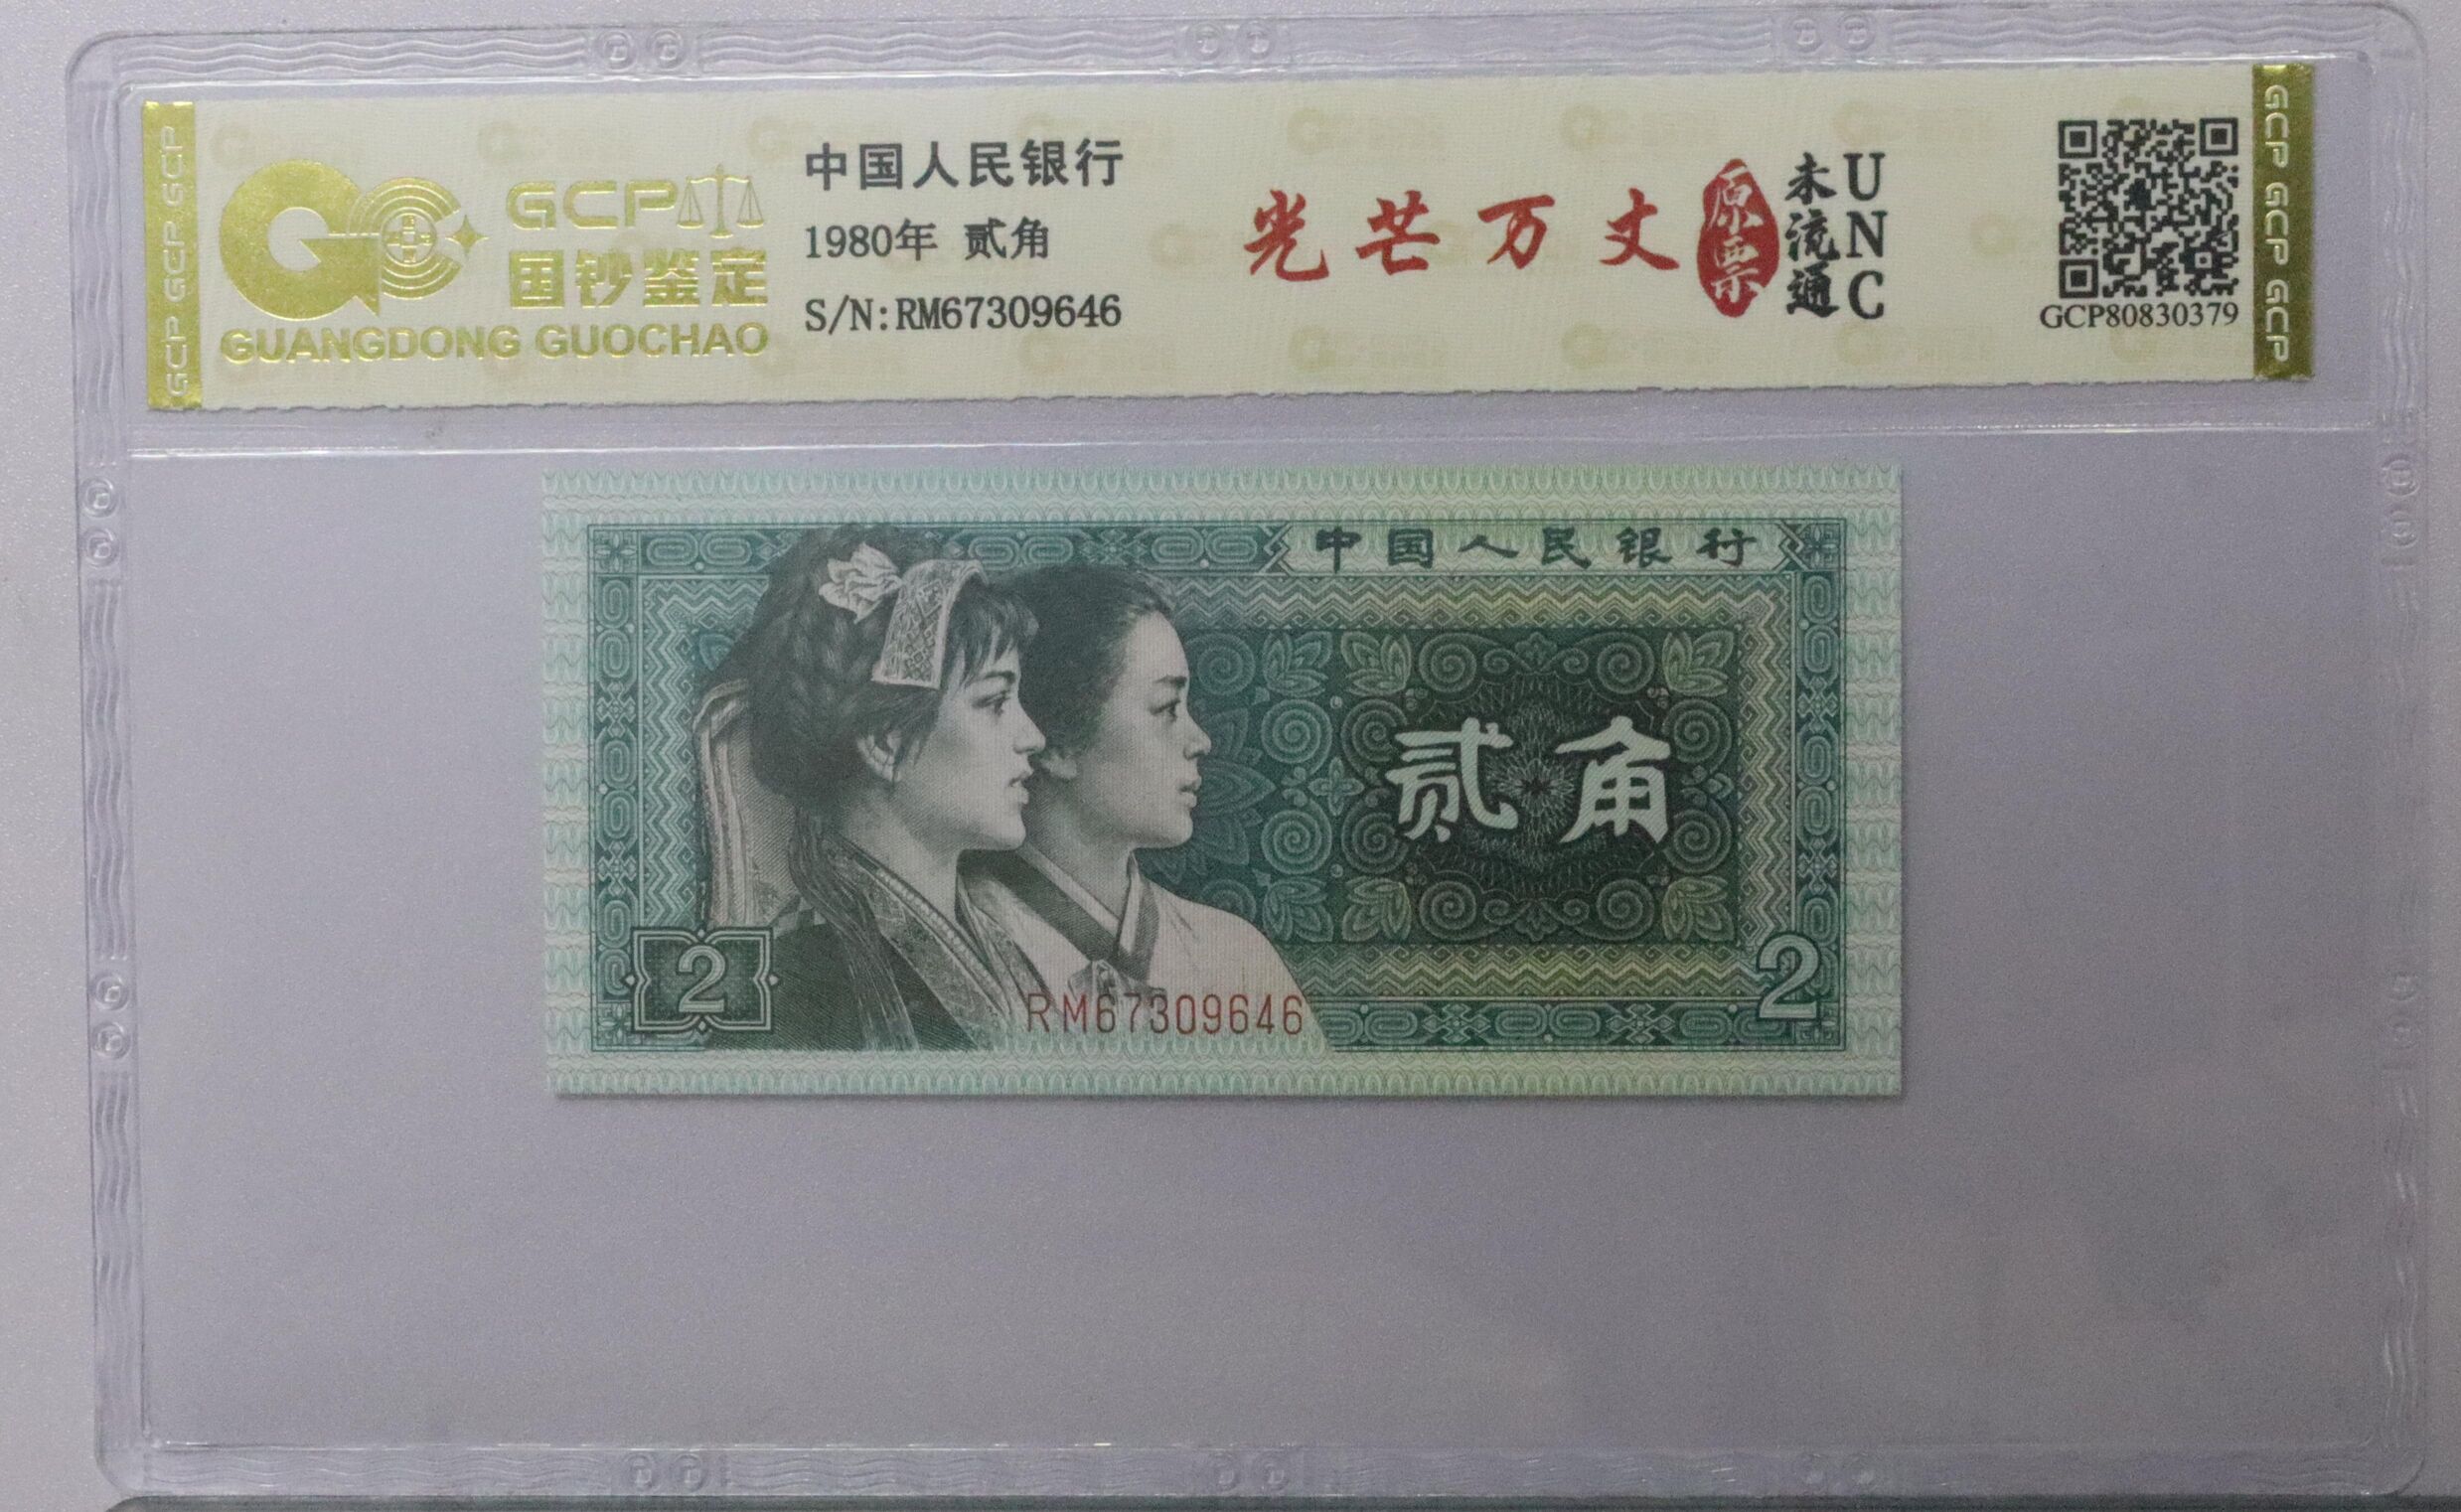 GCP GCP GCP
GCP
国钞鉴定
GUANGDONG GUOCHAO
中国人民银行
1980年 贰角
S/N:RM67309646
光芒万丈
原票
未流通
UNC
GCP80830379
GCP GCP GCP
中国人民银行
贰角
2
RM67309646
2